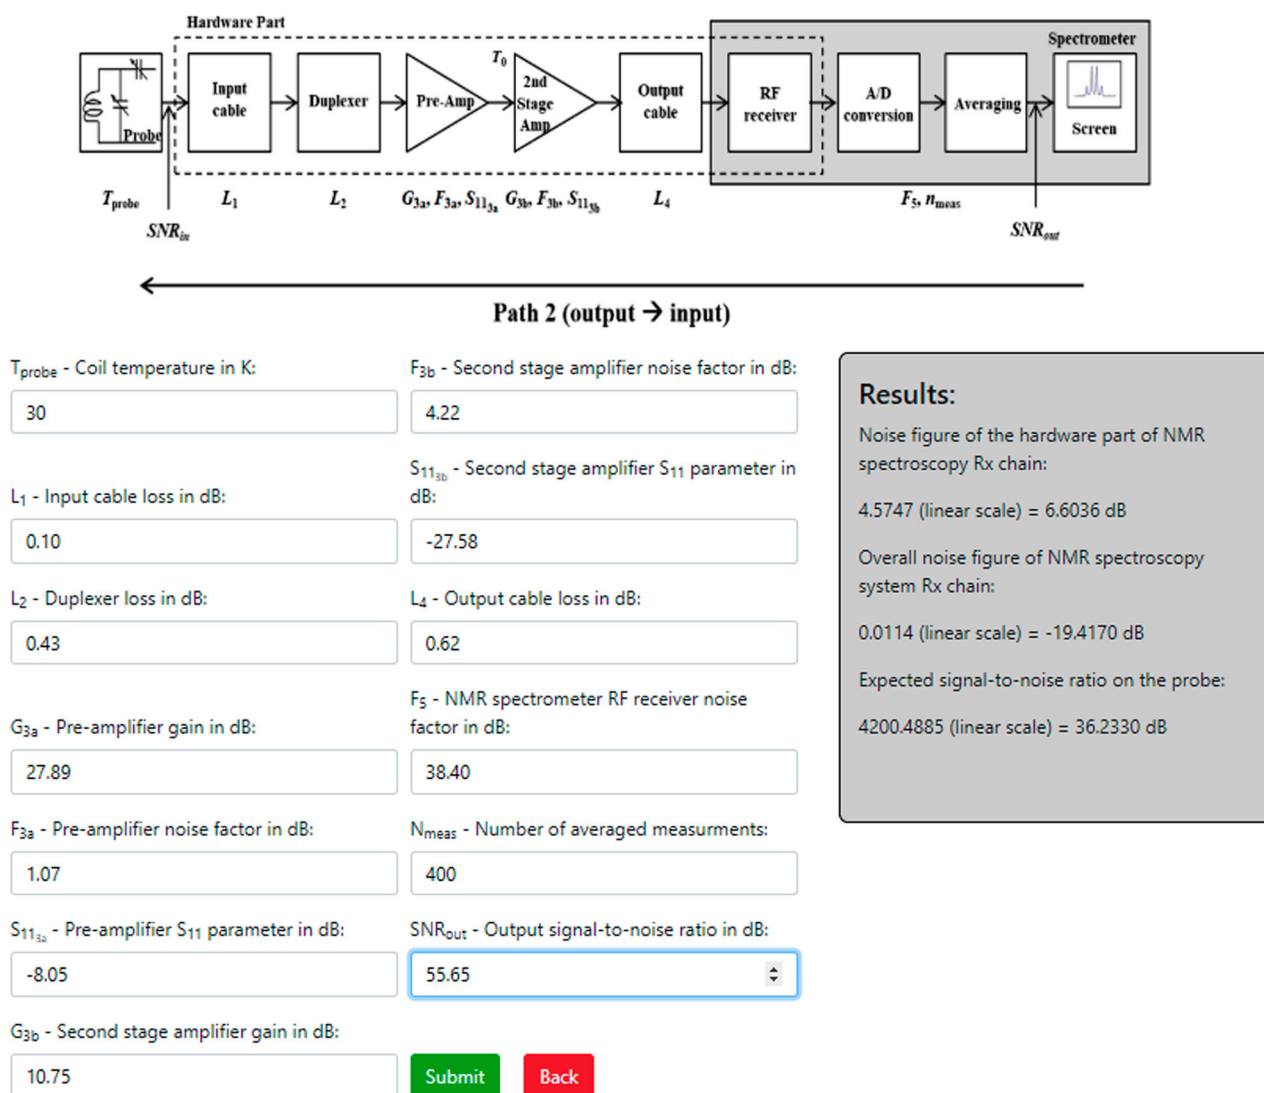 Hardware Part
Spectrometer
T0
Probe
Input
cable
Duplexer
Pre-Amp
2nd
Stage
Amp
Output
cable
RF
receiver
A/D
conversion
Averaging
Screen
Tprobe
L1
L2
G3a, F3a, S113a
G3b, F3b, S113b
L4
F5, nmeas
SNRin
SNRout
Path 2 (output → input)
Tprobe - Coil temperature in K:
30
L1 - Input cable loss in dB:
0.10
L2 - Duplexer loss in dB:
0.43
G3a - Pre-amplifier gain in dB:
27.89
F3a - Pre-amplifier noise factor in dB:
1.07
S113a - Pre-amplifier S11 parameter in dB:
-8.05
G3b - Second stage amplifier gain in dB:
10.75
F3b - Second stage amplifier noise factor in dB:
4.22
S113b - Second stage amplifier S11 parameter in
dB:
-27.58
L4 - Output cable loss in dB:
0.62
F5 - NMR spectrometer RF receiver noise
factor in dB:
38.40
Nmeas - Number of averaged measurments:
400
SNRout - Output signal-to-noise ratio in dB:
55.65
Submit
Back
Results:
Noise figure of the hardware part of NMR
spectroscopy Rx chain:
4.5747 (linear scale) = 6.6036 dB
Overall noise figure of NMR spectroscopy
system Rx chain:
0.0114 (linear scale) = -19.4170 dB
Expected signal-to-noise ratio on the probe:
4200.4885 (linear scale) = 36.2330 dB